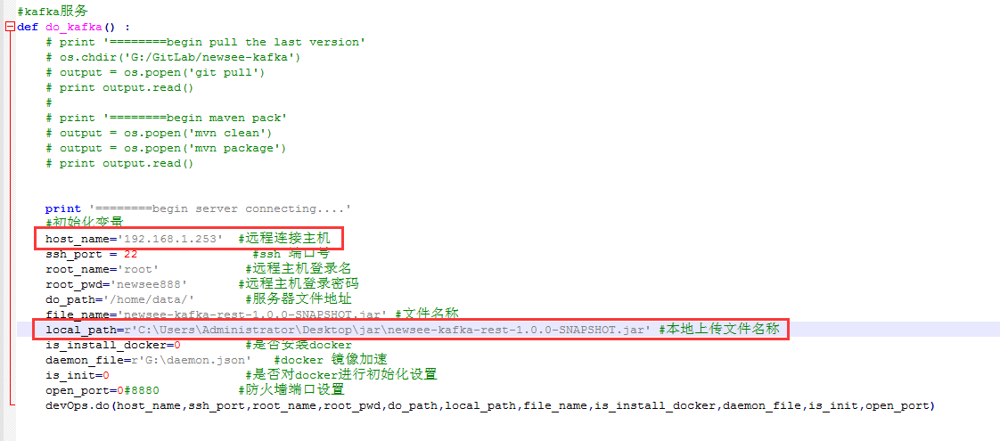 #kafka服务
def do_kafka() :
# print '========begin pull the last version'
# os.chdir('G:/GitLab/newsee-kafka')
# output = os.popen('git pull')
# print output.read()
#
# print '========begin maven pack'
# output = os.popen('mvn clean')
# output = os.popen('mvn package')
# print output.read()
print '========begin server connecting....'
#初始化变量
host_name='192.168.1.253' #远程连接主机
ssh_port = 22 #ssh 端口号
root_name='root' #远程主机登录名
root_pwd='newsee888' #远程主机登录密码
do_path='/home/data/' #服务器文件地址
file_name='newsee-kafka-rest-1.0.0-SNAPSHOT.jar' #文件名称
local_path=r'C:\Users\Administrator\Desktop\jar\newsee-kafka-rest-1.0.0-SNAPSHOT.jar' #本地上传文件名称
is_install_docker=0 #是否安装docker
daemon_file=r'G:\daemon.json' #docker 镜像加速
is_init=0 #是否对docker进行初始化设置
open_port=0#8880 #防火墙端口设置
devOps.do(host_name,ssh_port,root_name,root_pwd,do_path,local_path,file_name,is_install_docker,daemon_file,is_init,open_port)